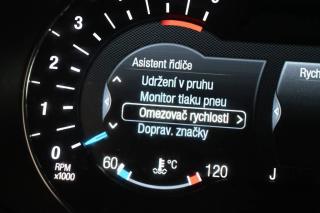 Asistent řidiče
Udržení v pruhu
Monitor tlaku pneu
Omezovač rychlosti
Doprav. značky
3
2
1
0
RPM
x1000
60
°C
120
Rych
J